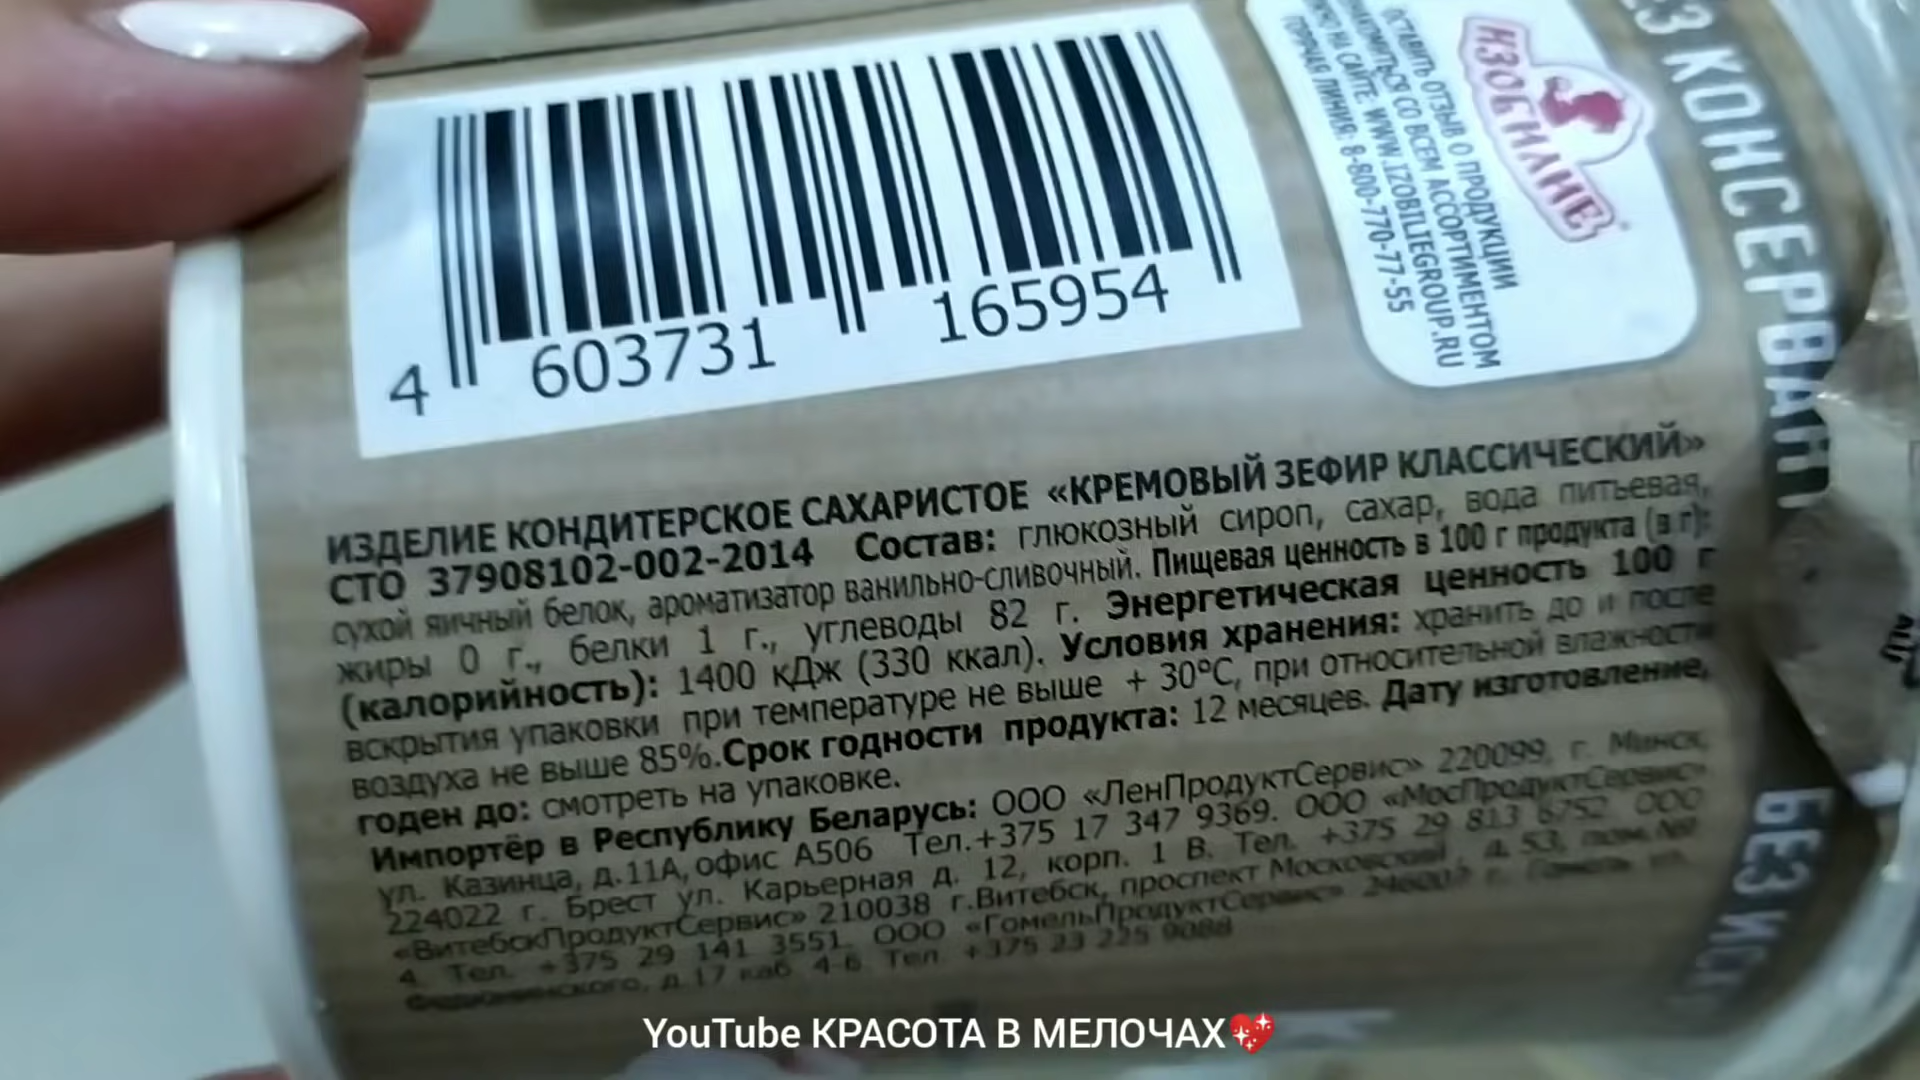 4 603731 165954
ИЗОБИЛИЕ
ОСТАВИТЬ ОТЗЫВ О ПРОДУКЦИИ
СО ВСЕМ АССОРТИМЕНТОМ
НА САЙТЕ: WWW.IZOBILIEGROUP.RU
ГОРЯЧАЯ ЛИНИЯ: 8-800-770-77-55
КОНСЕРВАН
БЕЗ ИС
ИЗДЕЛИЕ КОНДИТЕРСКОЕ САХАРИСТОЕ «КРЕМОВЫЙ ЗЕФИР КЛАССИЧЕСКИЙ»
СТО 37908102-002-2014 Состав: глюкозный сироп, сахар, вода питьевая,
сухой яичный белок, ароматизатор ванильно-сливочный. Пищевая ценность в 100 г продукта (в г):
жиры 0 г., белки 1 г., углеводы 82 г. Энергетическая ценность 100 г
(калорийность): 1400 кДж (330 ккал). Условия хранения: хранить до и после
вскрытия упаковки при температуре не выше + 30°С, при относительной влажности
воздуха не выше 85%.Срок годности продукта: 12 месяцев. Дату изготовление,
годен до: смотреть на упаковке.
Импортёр в Республику Беларусь: ООО «ЛенПродуктСервис» 220099, г. Минск,
ул. Казинца, д.11А, офис А506 Тел.+375 17 347 9369. ООО «МосПродуктСервис»
224022 г. Брест ул. Карьерная д. 12, корп. 1 В. Тел. +375 29 813 6752. ООО
«ВитебскПродуктСервис» 210038 г.Витебск, проспект Московский, д. 53, пом.
4. Тел. +375 29 141 3551. ООО «ГомельПродуктСервис» г. Гомель ул.
д.17 каб 4-6 Тел. +375 23 225 9088
YouTube КРАСОТА В МЕЛОЧАХ💖